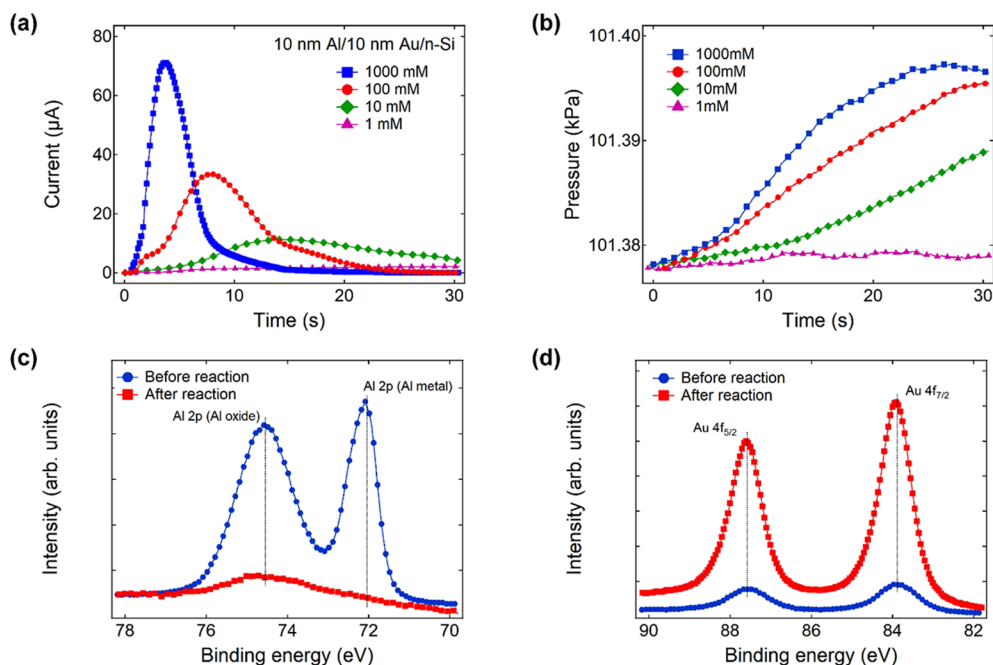 (a)
80
60
40
20
0
Current (µA)
10 nm Al/10 nm Au/n-Si
1000 mM
100 mM
10 mM
1 mM
0 10 20 30
Time (s)
(b)
101.40
101.39
101.38
Pressure (kPa)
1000mM
100mM
10mM
1mM
0 10 20 30
Time (s)
(c)
Intensity (arb. units)
Before reaction
After reaction
Al 2p (Al oxide)
Al 2p (Al metal)
78 76 74 72 70
Binding energy (eV)
(d)
Intensity (arb. units)
Before reaction
After reaction
Au 4f5/2
Au 4f7/2
90 88 86 84 82
Binding energy (eV)